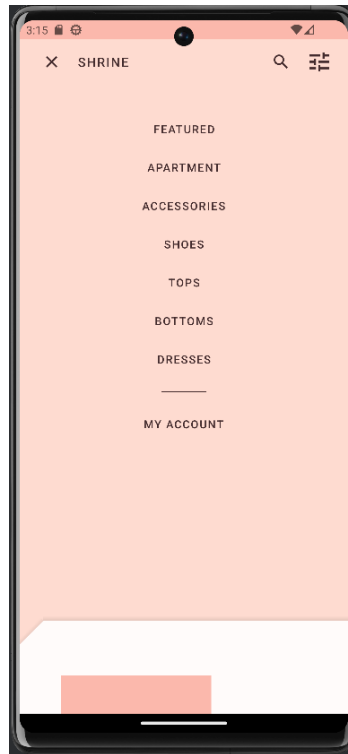 3:15
SHRINE
FEATURED
APARTMENT
ACCESSORIES
SHOES
TOPS
BOTTOMS
DRESSES
MY ACCOUNT